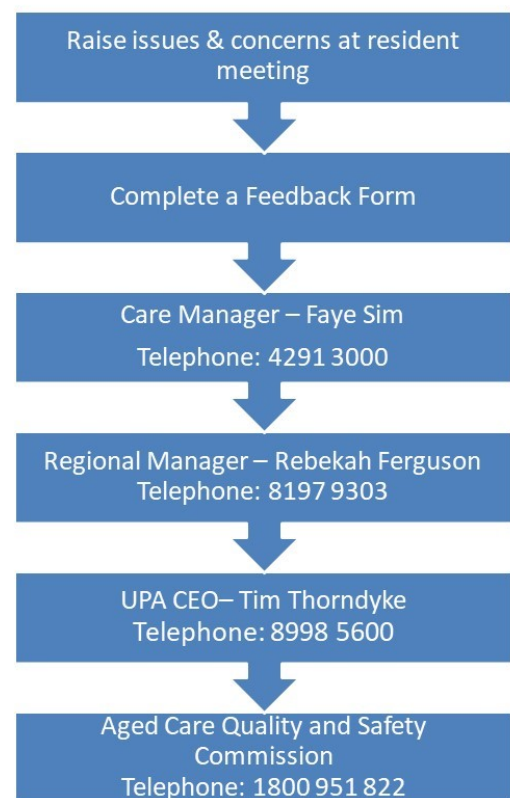 Raise issues & concerns at resident
meeting
Complete a Feedback Form
Care Manager – Faye Sim
Telephone: 4291 3000
Regional Manager – Rebekah Ferguson
Telephone: 8197 9303
UPA CEO– Tim Thorndyke
Telephone: 8998 5600
Aged Care Quality and Safety
Commission
Telephone: 1800 951 822